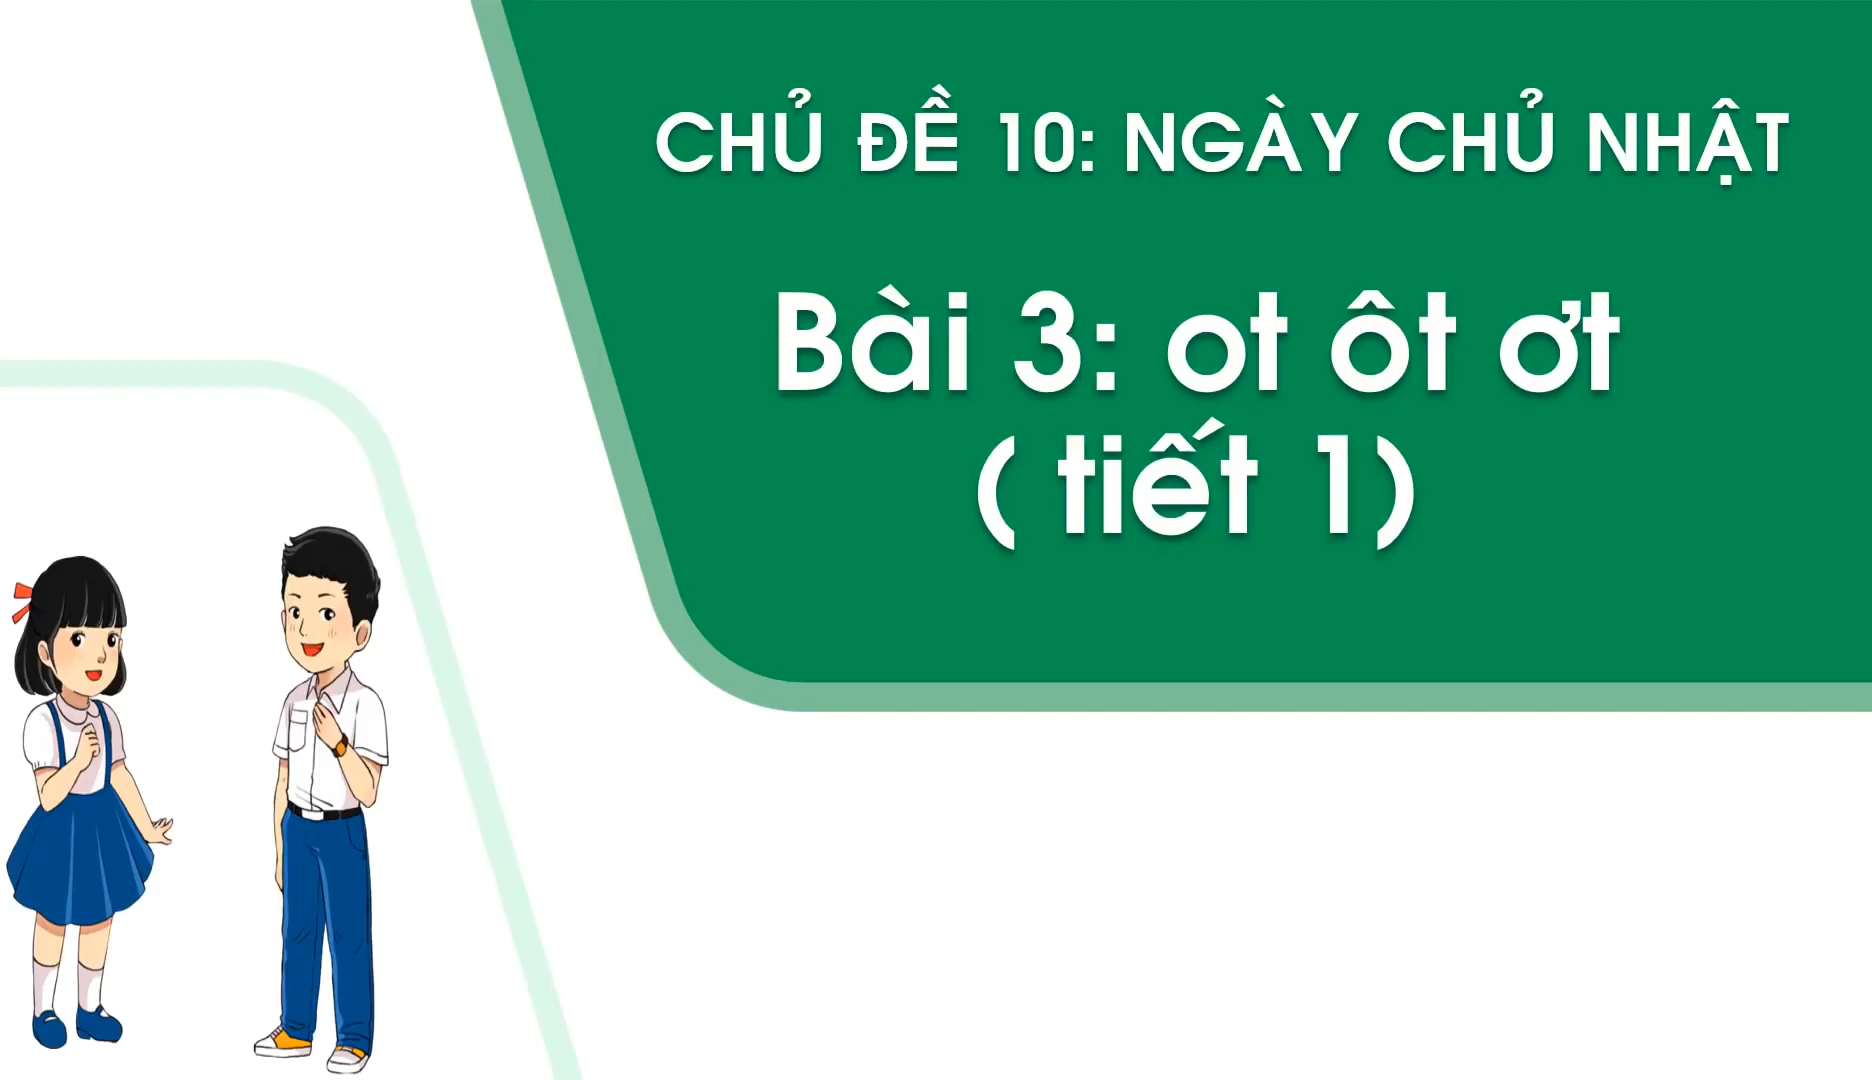 CHỦ ĐỀ 10: NGÀY CHỦ NHẬT
Bài 3: ot ôt ơt
( tiết 1)